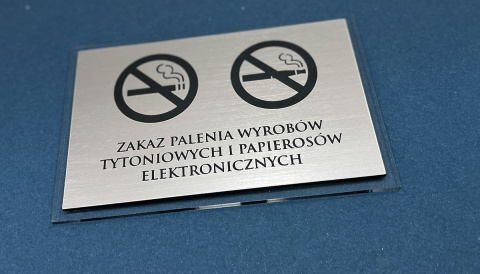 ZAKAZ PALENIA WYROBÓW
TYTONIOWYCH I PAPIEROSÓW
ELEKTRONICZNYCH